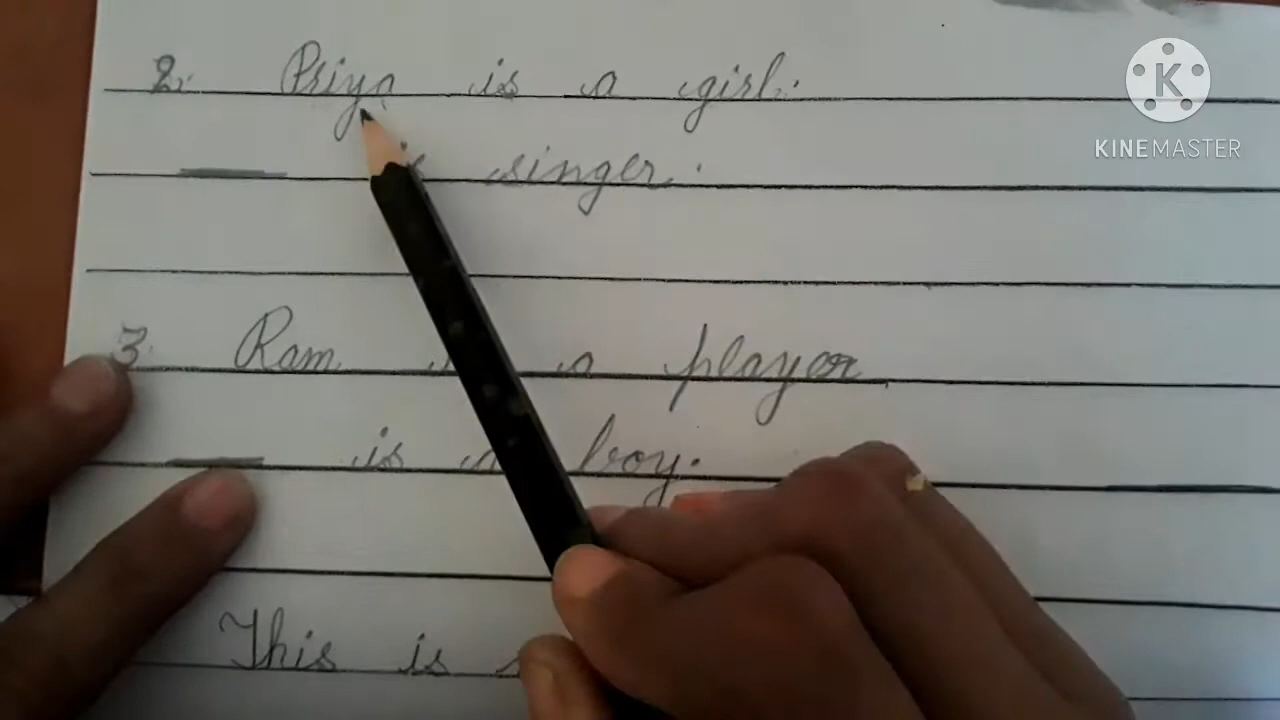 2. Priya is a girl.
singer.
3. Ram a player
is boy.
This is
K
KINEMASTER